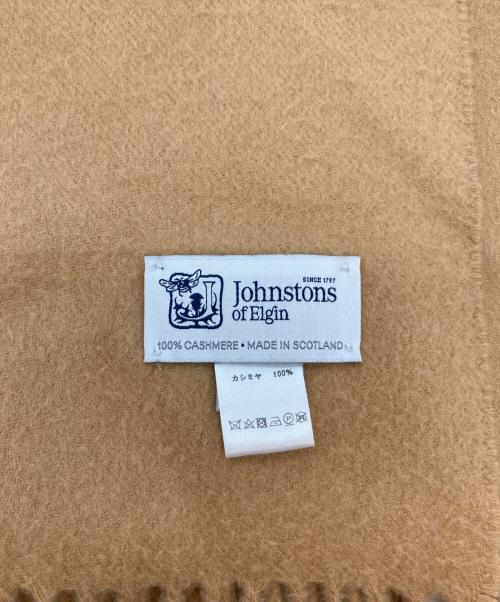 SINCE 1797
Johnstons
of Elgin
100% CASHMERE • MADE IN SCOTLAND
カシミヤ 100%